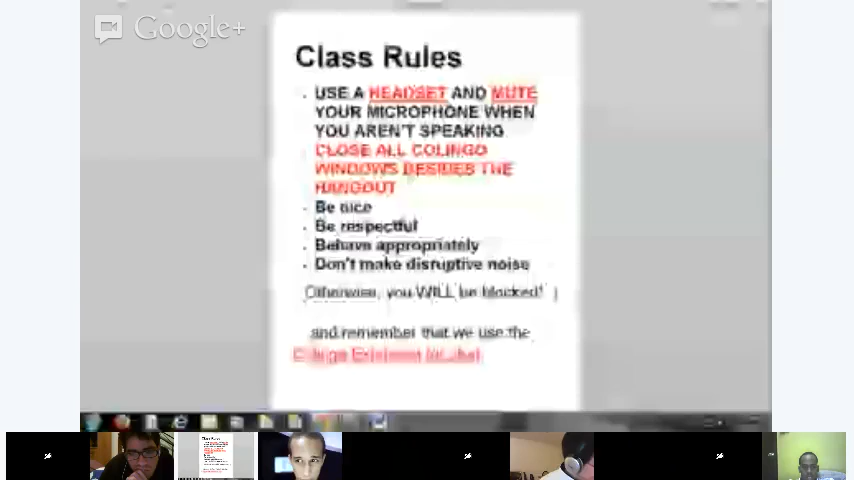 Google+
Class Rules
USE A HEADSET AND MUTE
YOUR MICROPHONE WHEN
YOU AREN'T SPEAKING
CLOSE ALL COLINGO
WINDOWS BESIDES THE
HANGOUT
Be nice
Be respectful
Behave appropriately
Don't make disruptive noise
Otherwise, you WILL be blocked!
and remember that we use the